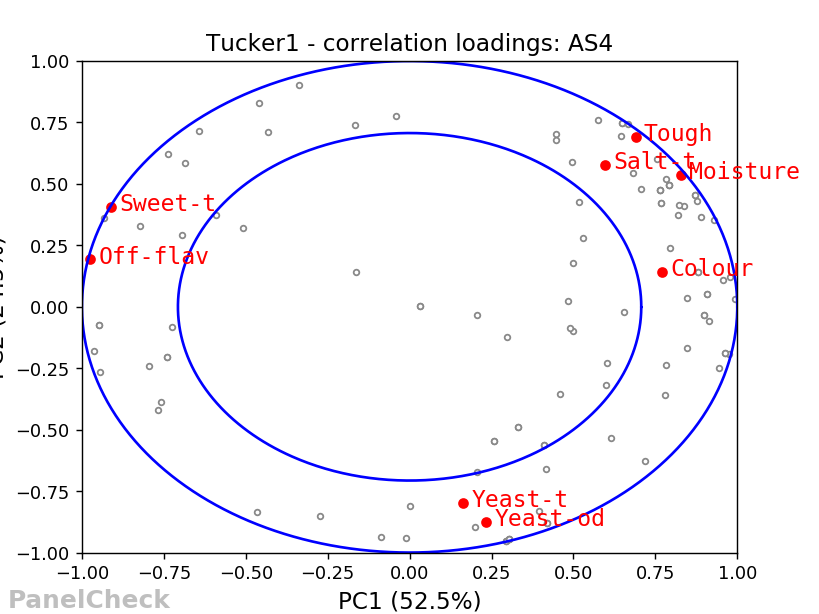 Tucker1 - correlation loadings: AS4
1.00
0.75
0.50
0.25
0.00
−0.25
−0.50
−0.75
−1.00
Tough
Salt-t
Moisture
Sweet-t
Off-flav
Colour
Yeast-t
Yeast-od
−1.00 −0.75 −0.50 −0.25 0.00 0.25 0.50 0.75 1.00
PC1 (52.5%)
PanelCheck